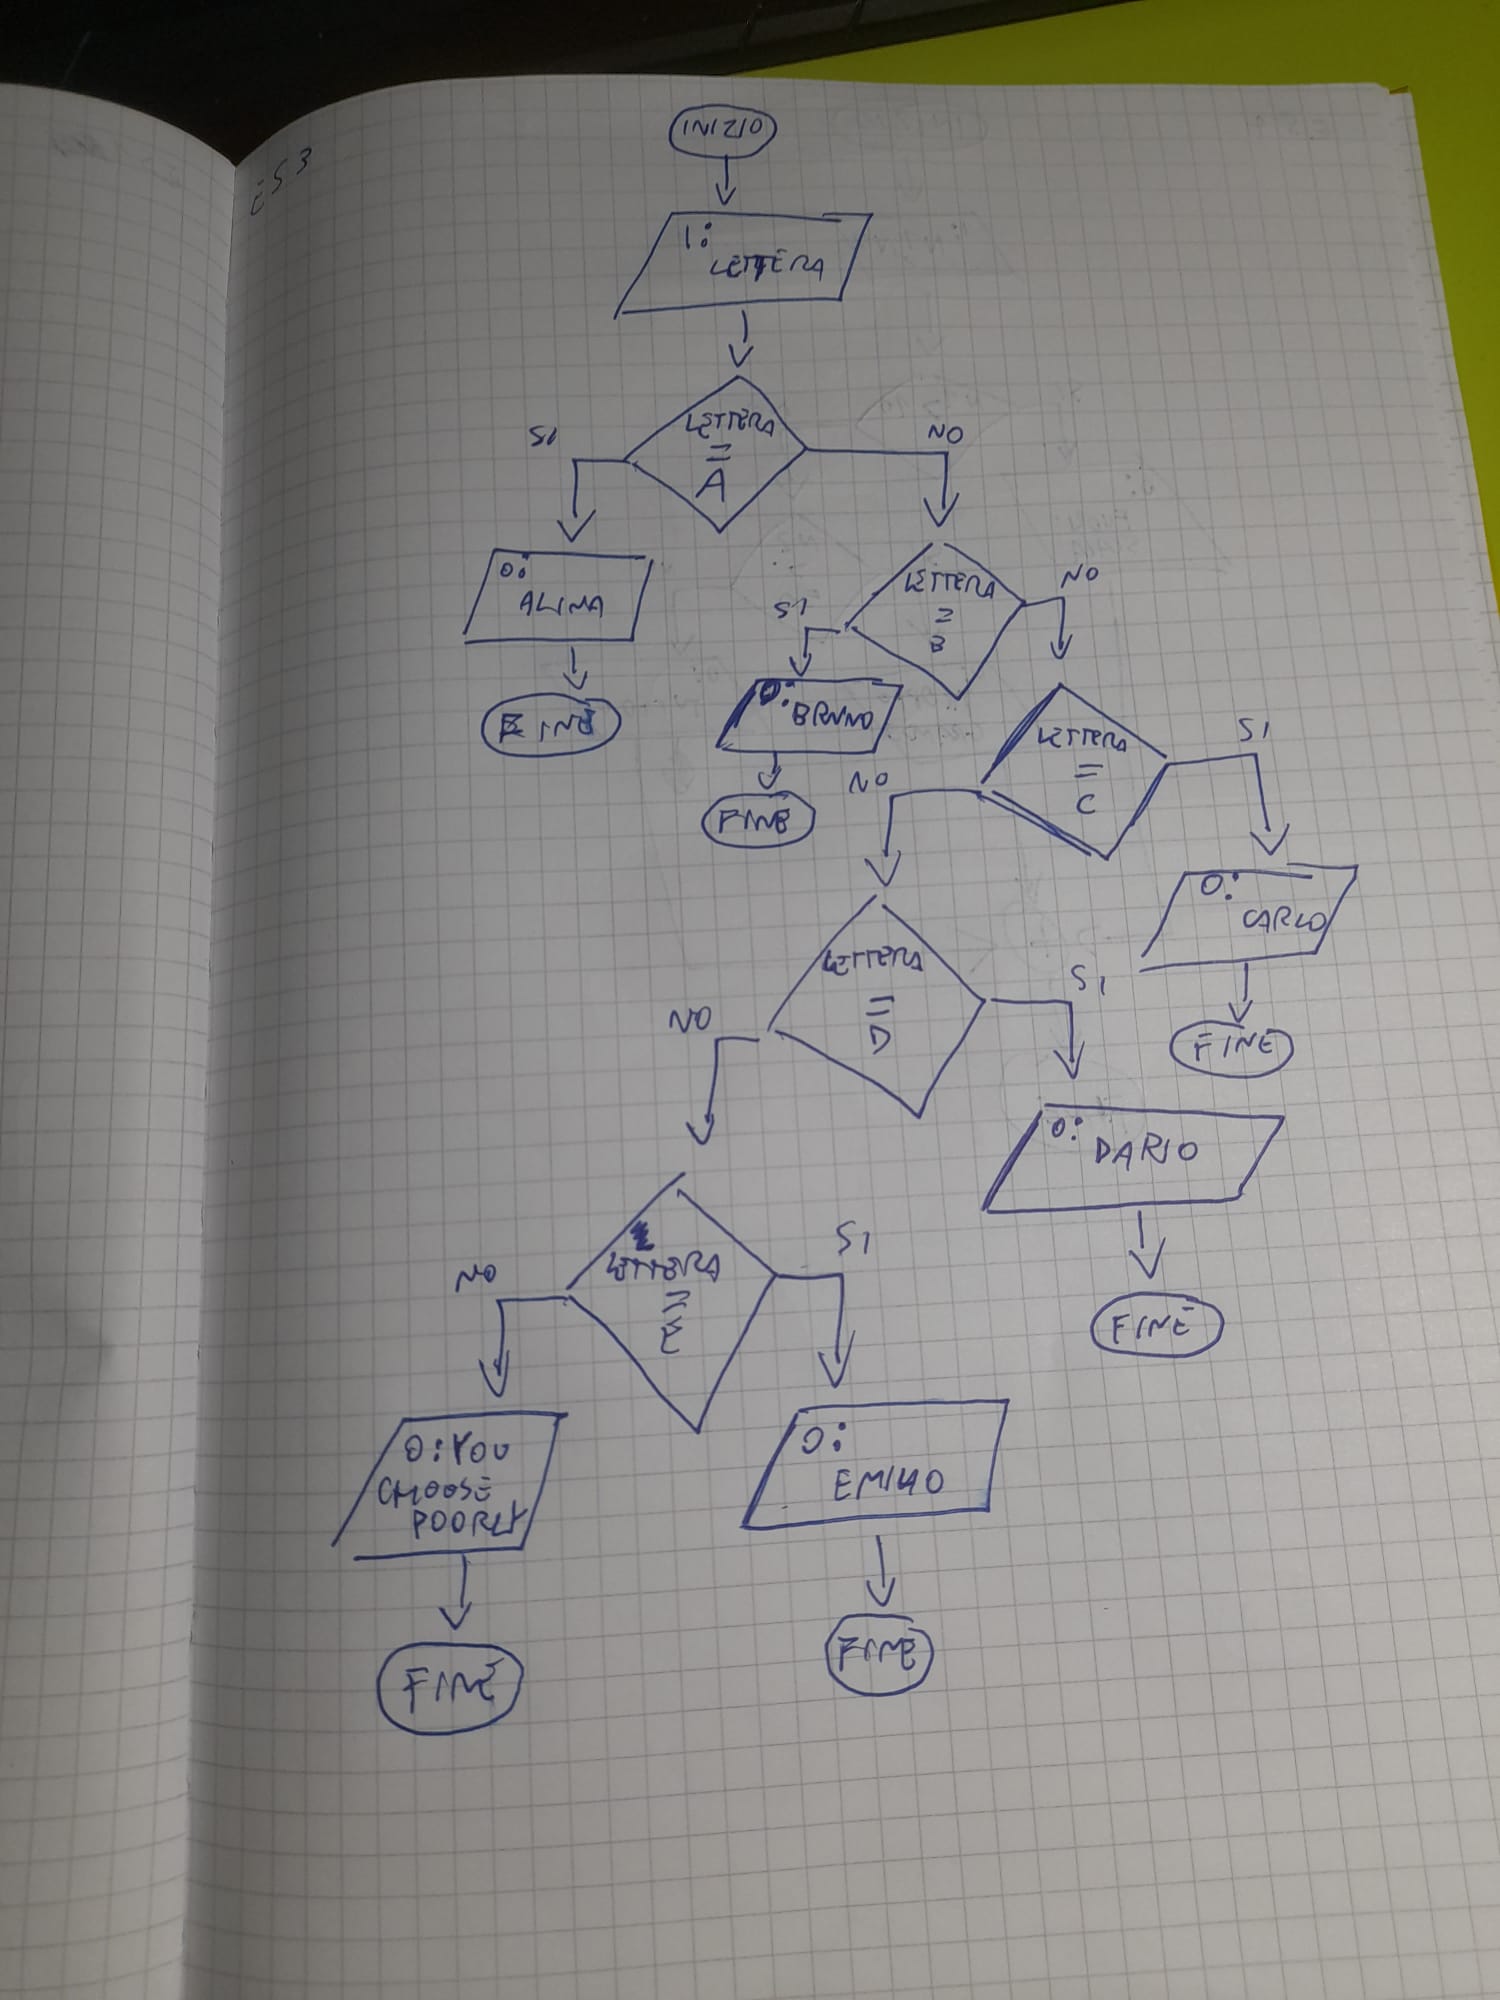 ES3
INIZIO
I:
LETTERA
LETTERA
=
A
SI
NO
O:
ALINA
FINE
LETTERA
=
B
SI
NO
O:
BRUNO
FINE
LETTERA
=
C
NO
SI
O:
CARLO
FINE
LETTERA
=
D
NO
SI
O:
DARIO
FINE
LETTERA
=
E
NO
SI
O: YOU
CHOOSE
POORLY
FINE
O:
EMILIO
FINE